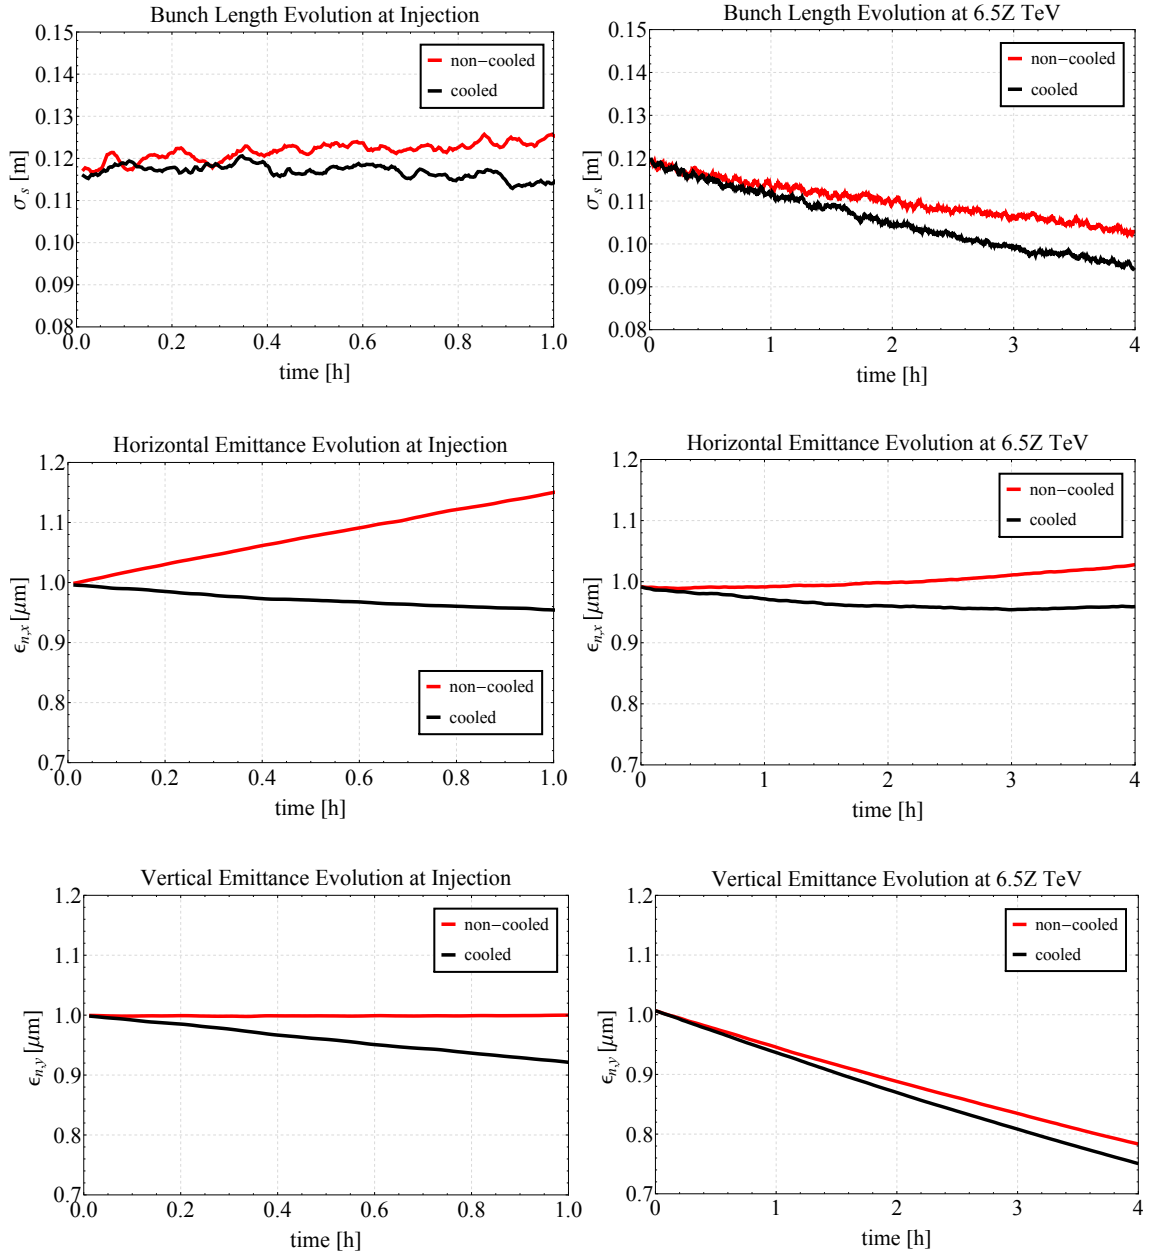 Bunch Length Evolution at Injection
0.15
0.14
0.13
0.12
0.11
0.10
0.09
0.08
σs [m]
non-cooled
cooled
0.0 0.2 0.4 0.6 0.8 1.0
time [h]
Bunch Length Evolution at 6.5Z TeV
0.15
0.14
0.13
0.12
0.11
0.10
0.09
0.08
σs [m]
non-cooled
cooled
0 1 2 3 4
time [h]
Horizontal Emittance Evolution at Injection
1.2
1.1
1.0
0.9
0.8
0.7
ϵn,x [μm]
non-cooled
cooled
0.0 0.2 0.4 0.6 0.8 1.0
time [h]
Horizontal Emittance Evolution at 6.5Z TeV
1.2
1.1
1.0
0.9
0.8
0.7
ϵn,x [μm]
non-cooled
cooled
0 1 2 3 4
time [h]
Vertical Emittance Evolution at Injection
1.2
1.1
1.0
0.9
0.8
0.7
ϵn,y [μm]
non-cooled
cooled
0.0 0.2 0.4 0.6 0.8 1.0
time [h]
Vertical Emittance Evolution at 6.5Z TeV
1.2
1.1
1.0
0.9
0.8
0.7
ϵn,y [μm]
non-cooled
cooled
0 1 2 3 4
time [h]